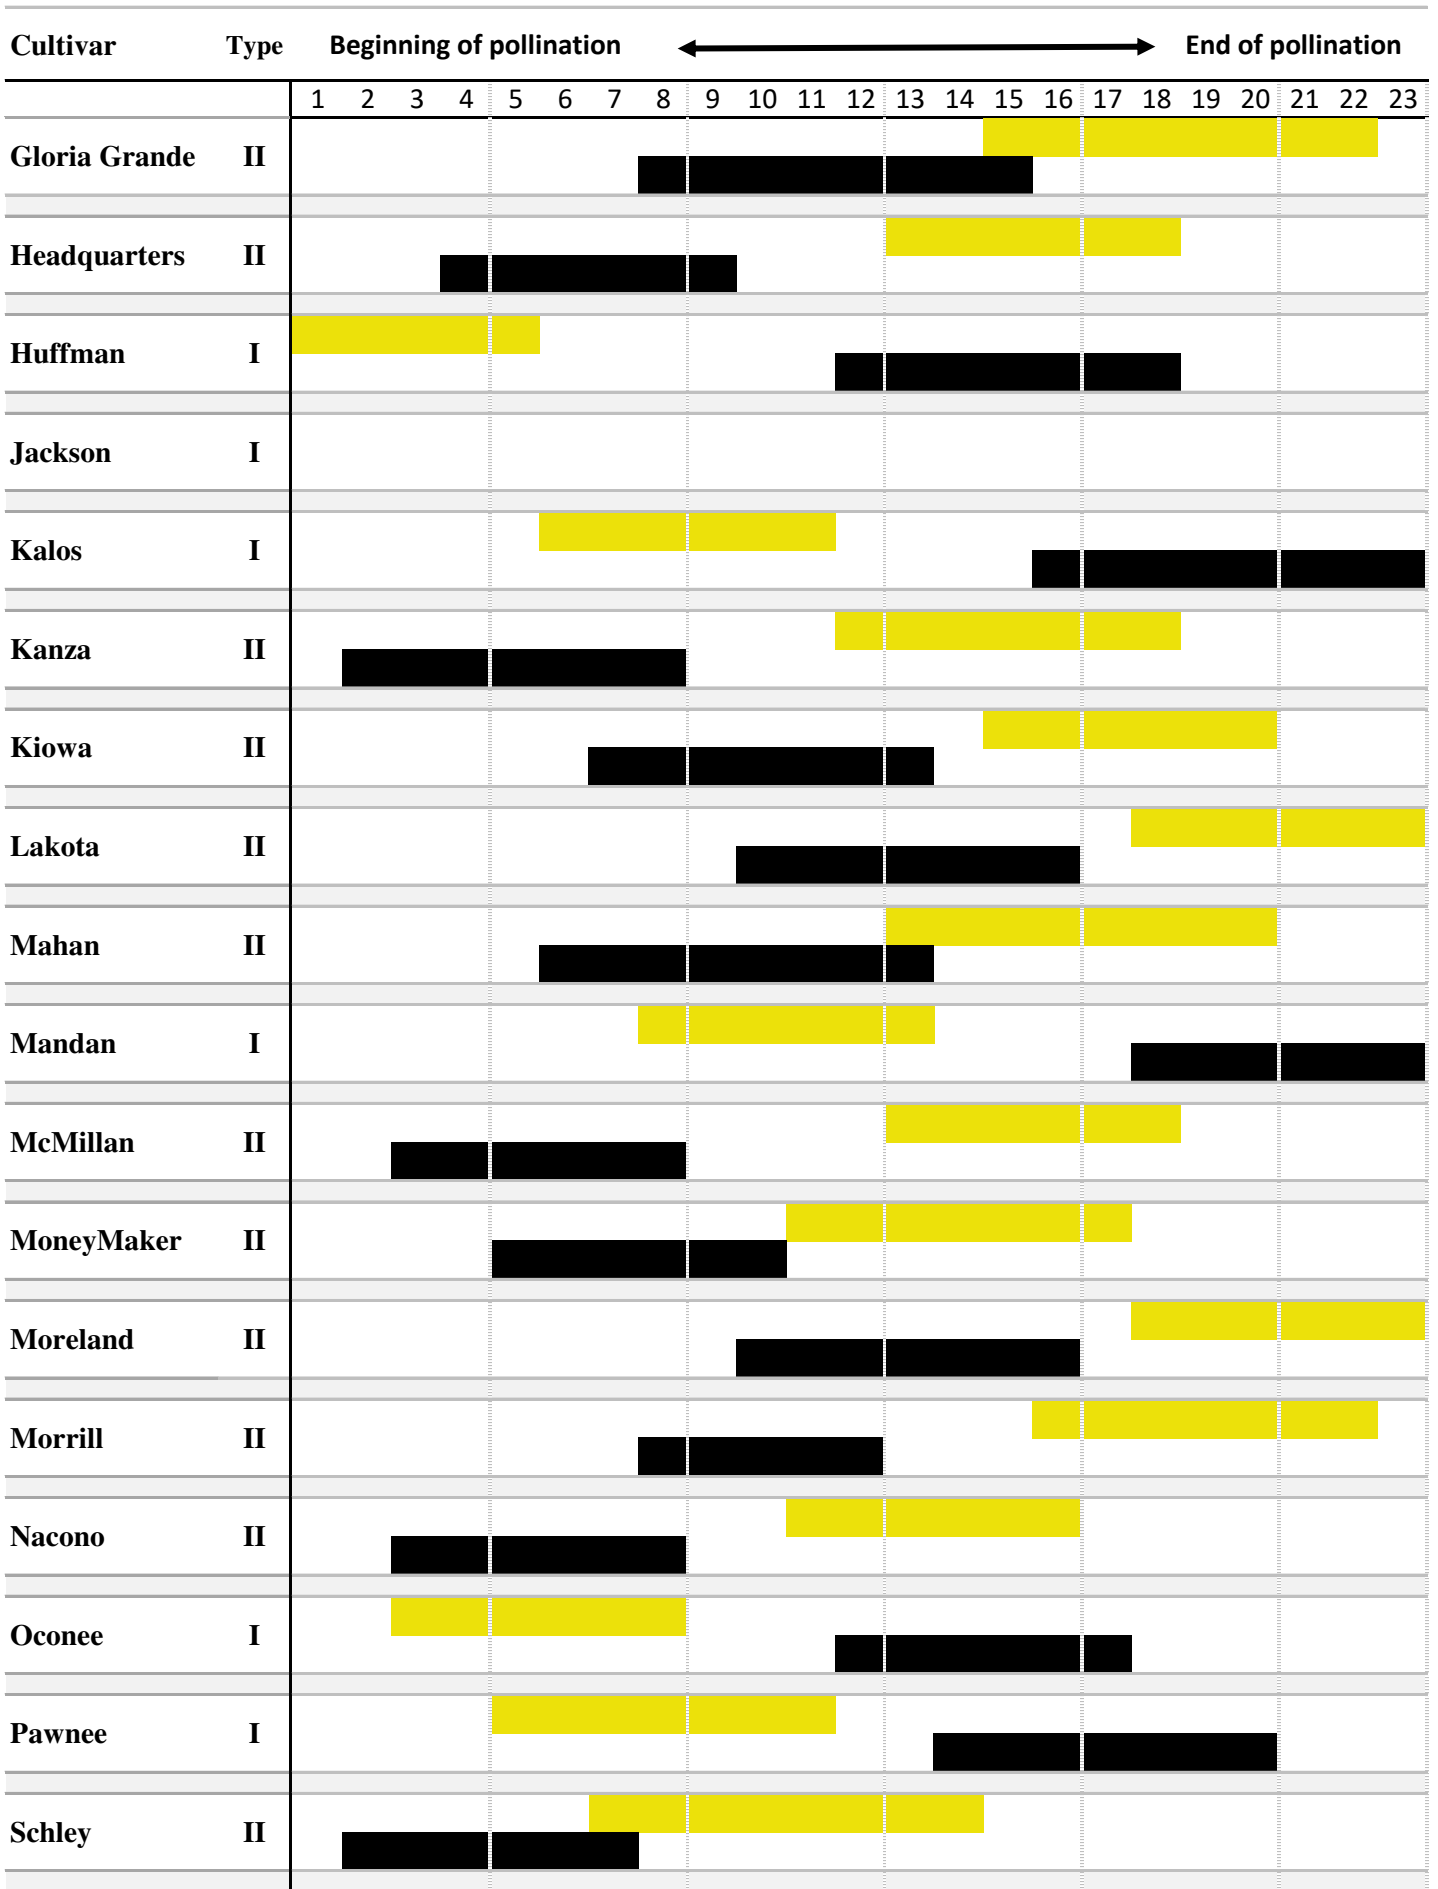 Cultivar Type Beginning of pollination End of pollination
1 2 3 4 5 6 7 8 9 10 11 12 13 14 15 16 17 18 19 20 21 22 23
Gloria Grande II
Headquarters II
Huffman I
Jackson I
Kalos I
Kanza II
Kiowa II
Lakota II
Mahan II
Mandan I
McMillan II
MoneyMaker II
Moreland II
Morrill II
Nacono II
Oconee I
Pawnee I
Schley II